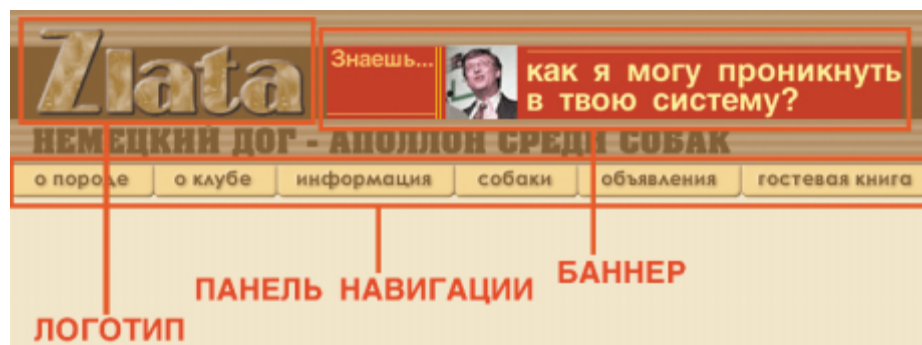 Zlata
Знаешь...
как я могу проникнуть
в твою систему?
НЕМЕЦКИЙ ДОГ - АПОЛЛОН СРЕДИ СОБАК
о породе о клубе информация собаки объявления гостевая книга
БАННЕР
ПАНЕЛЬ НАВИГАЦИИ
ЛОГОТИП